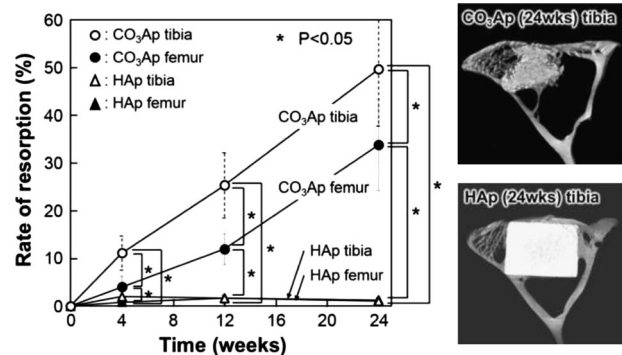 ○ : CO₃Ap tibia
● : CO₃Ap femur
△ : HAp tibia
▲ : HAp femur
* P<0.05
Rate of resorption (%)
60
50
40
30
20
10
0
CO₃Ap tibia
CO₃Ap femur
HAp tibia
HAp femur
*
*
*
*
*
*
*
*
*
*
0 4 8 12 16 20 24
Time (weeks)
CO₃Ap (24wks) tibia
HAp (24wks) tibia